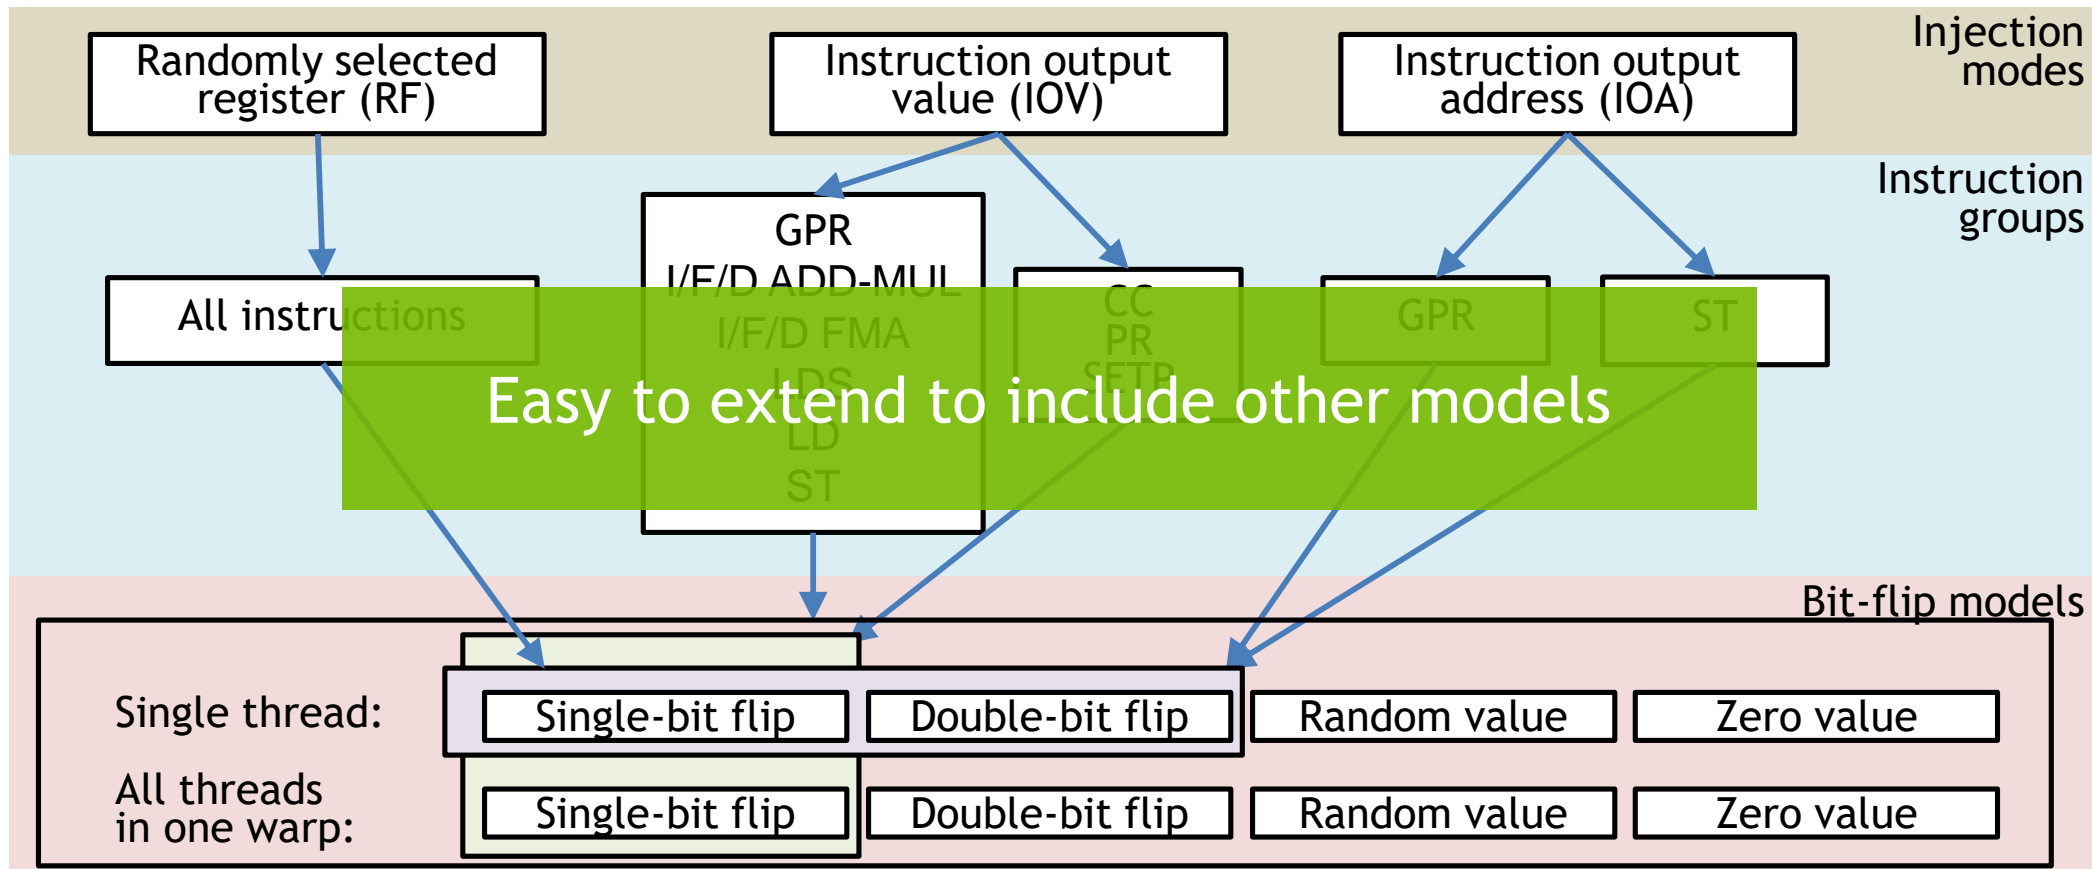 Injection
modes
Randomly selected
register (RF)
Instruction output
value (IOV)
Instruction output
address (IOA)
Instruction
groups
All instructions
GPR
I/F/D ADD-MUL
I/F/D FMA
LDS
LD
ST
CC
PR
SETP
GPR
ST
Easy to extend to include other models
Bit-flip models
Single thread:
Single-bit flip
Double-bit flip
Random value
Zero value
All threads
in one warp:
Single-bit flip
Double-bit flip
Random value
Zero value